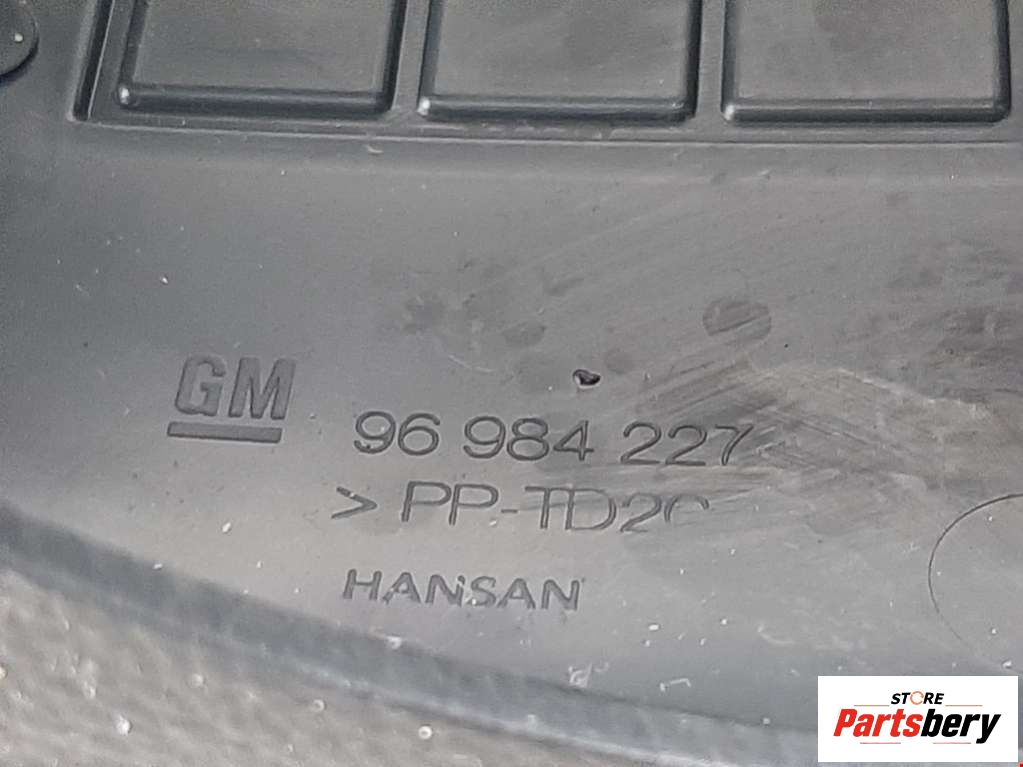 GM
96 984 227
>PP-TD20
HANSAN
STORE
Partsbery